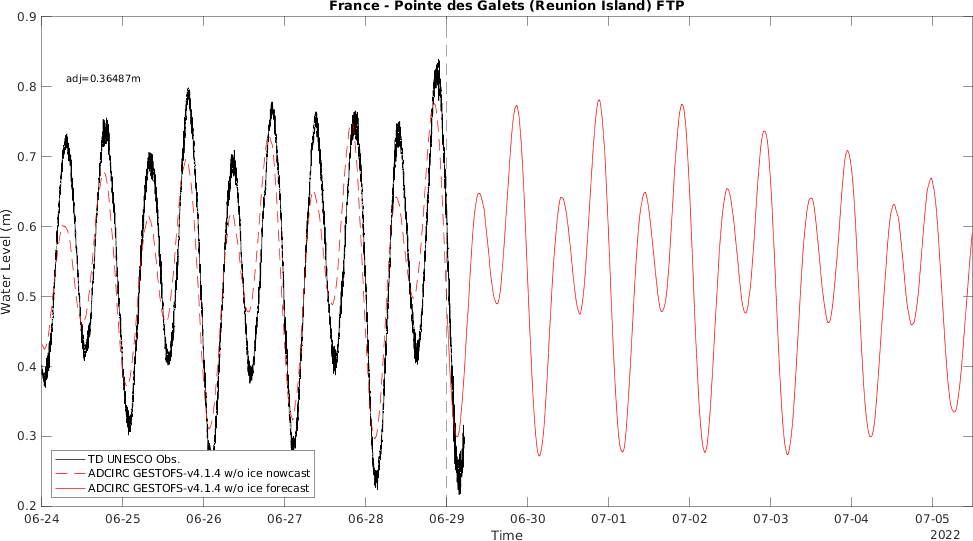 France - Pointe des Galets (Reunion Island) FTP
0.9
0.8
0.7
0.6
0.5
0.4
0.3
0.2
Water Level (m)
adj=0.36487m
TD UNESCO Obs.
ADCIRC GESTOFS-v4.1.4 w/o ice nowcast
ADCIRC GESTOFS-v4.1.4 w/o ice forecast
06-24 06-25 06-26 06-27 06-28 06-29 06-30 07-01 07-02 07-03 07-04 07-05
Time
2022